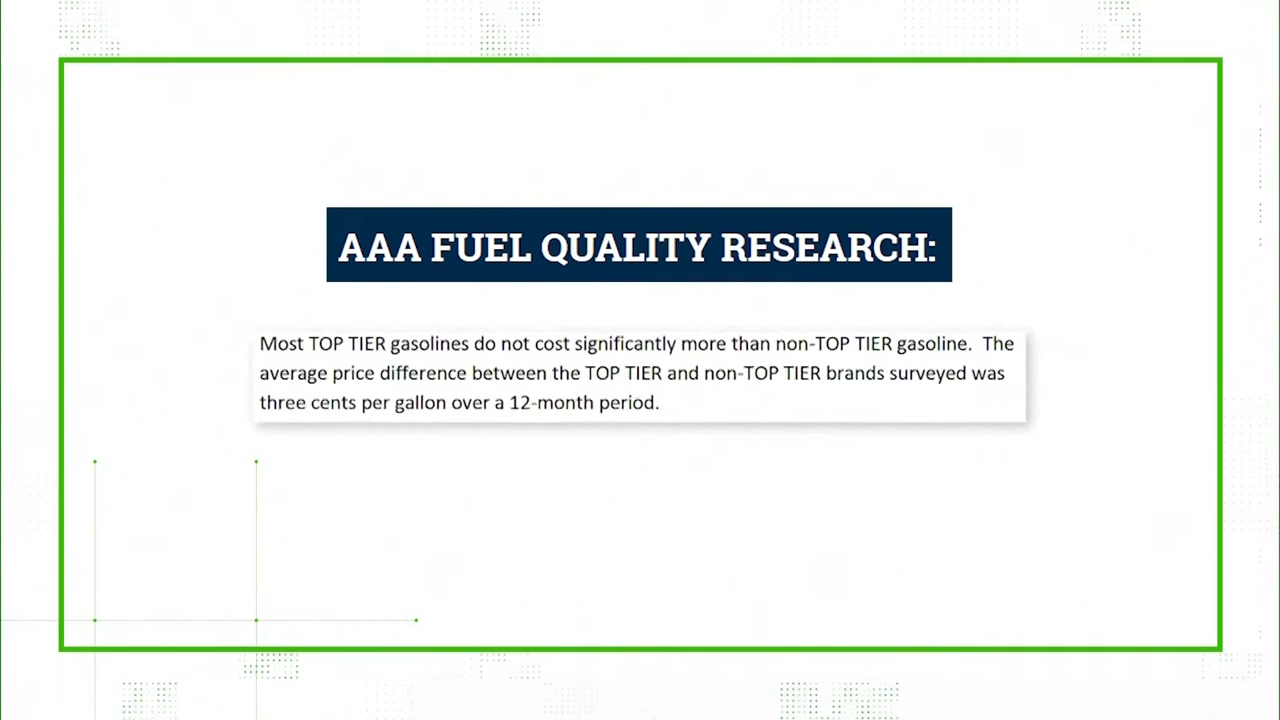 AAA FUEL QUALITY RESEARCH:
Most TOP TIER gasolines do not cost significantly more than non-TOP TIER gasoline.  The
average price difference between the TOP TIER and non-TOP TIER brands surveyed was
three cents per gallon over a 12-month period.